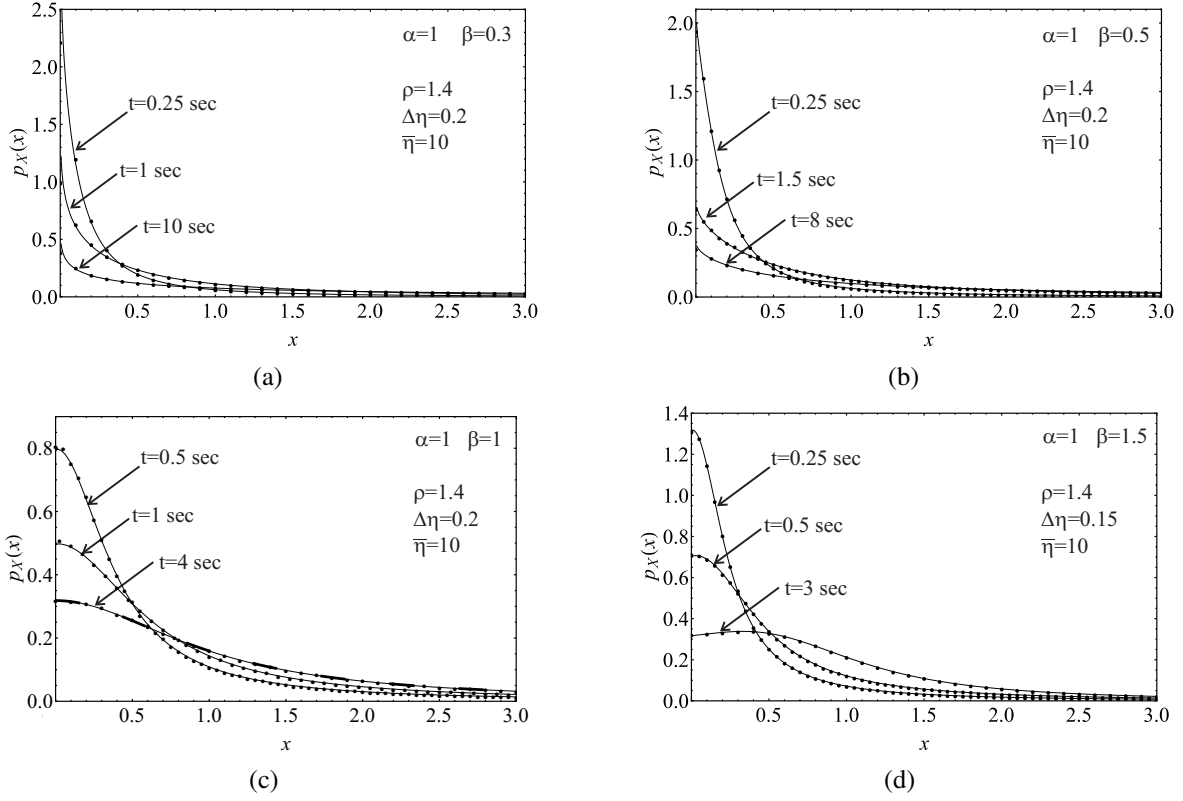 2.5
2.0
1.5
1.0
0.5
0.0
0.5 1.0 1.5 2.0 2.5 3.0
x
p_X(x)
α=1 β=0.3
ρ=1.4
Δη=0.2
η̅=10
t=0.25 sec
t=1 sec
t=10 sec
(a)
2.0
1.5
1.0
0.5
0.0
0.5 1.0 1.5 2.0 2.5 3.0
x
p_X(x)
α=1 β=0.5
ρ=1.4
Δη=0.2
η̅=10
t=0.25 sec
t=1.5 sec
t=8 sec
(b)
0.8
0.6
0.4
0.2
0.0
0.5 1.0 1.5 2.0 2.5 3.0
x
p_X(x)
α=1 β=1
ρ=1.4
Δη=0.2
η̅=10
t=0.5 sec
t=1 sec
t=4 sec
(c)
1.4
1.2
1.0
0.8
0.6
0.4
0.2
0.0
0.5 1.0 1.5 2.0 2.5 3.0
x
p_X(x)
α=1 β=1.5
ρ=1.4
Δη=0.15
η̅=10
t=0.25 sec
t=0.5 sec
t=3 sec
(d)